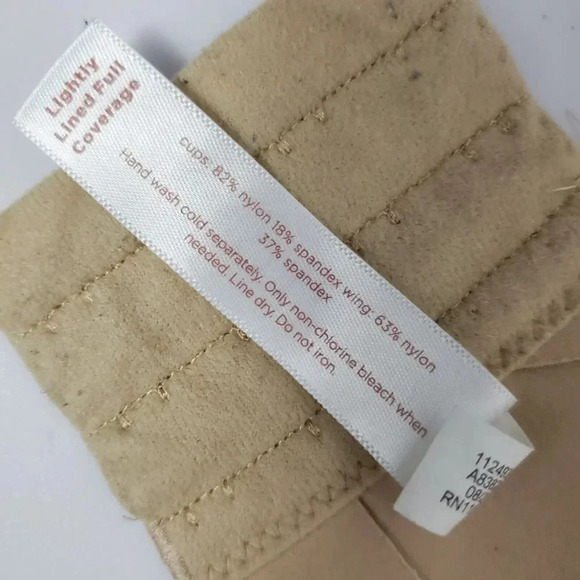 Lightly
Lined Full
Coverage
cups: 82% nylon 18% spandex wing: 63% nylon
37% spandex
Hand wash cold separately. Only non-chlorine bleach when
needed. Line dry. Do not iron.